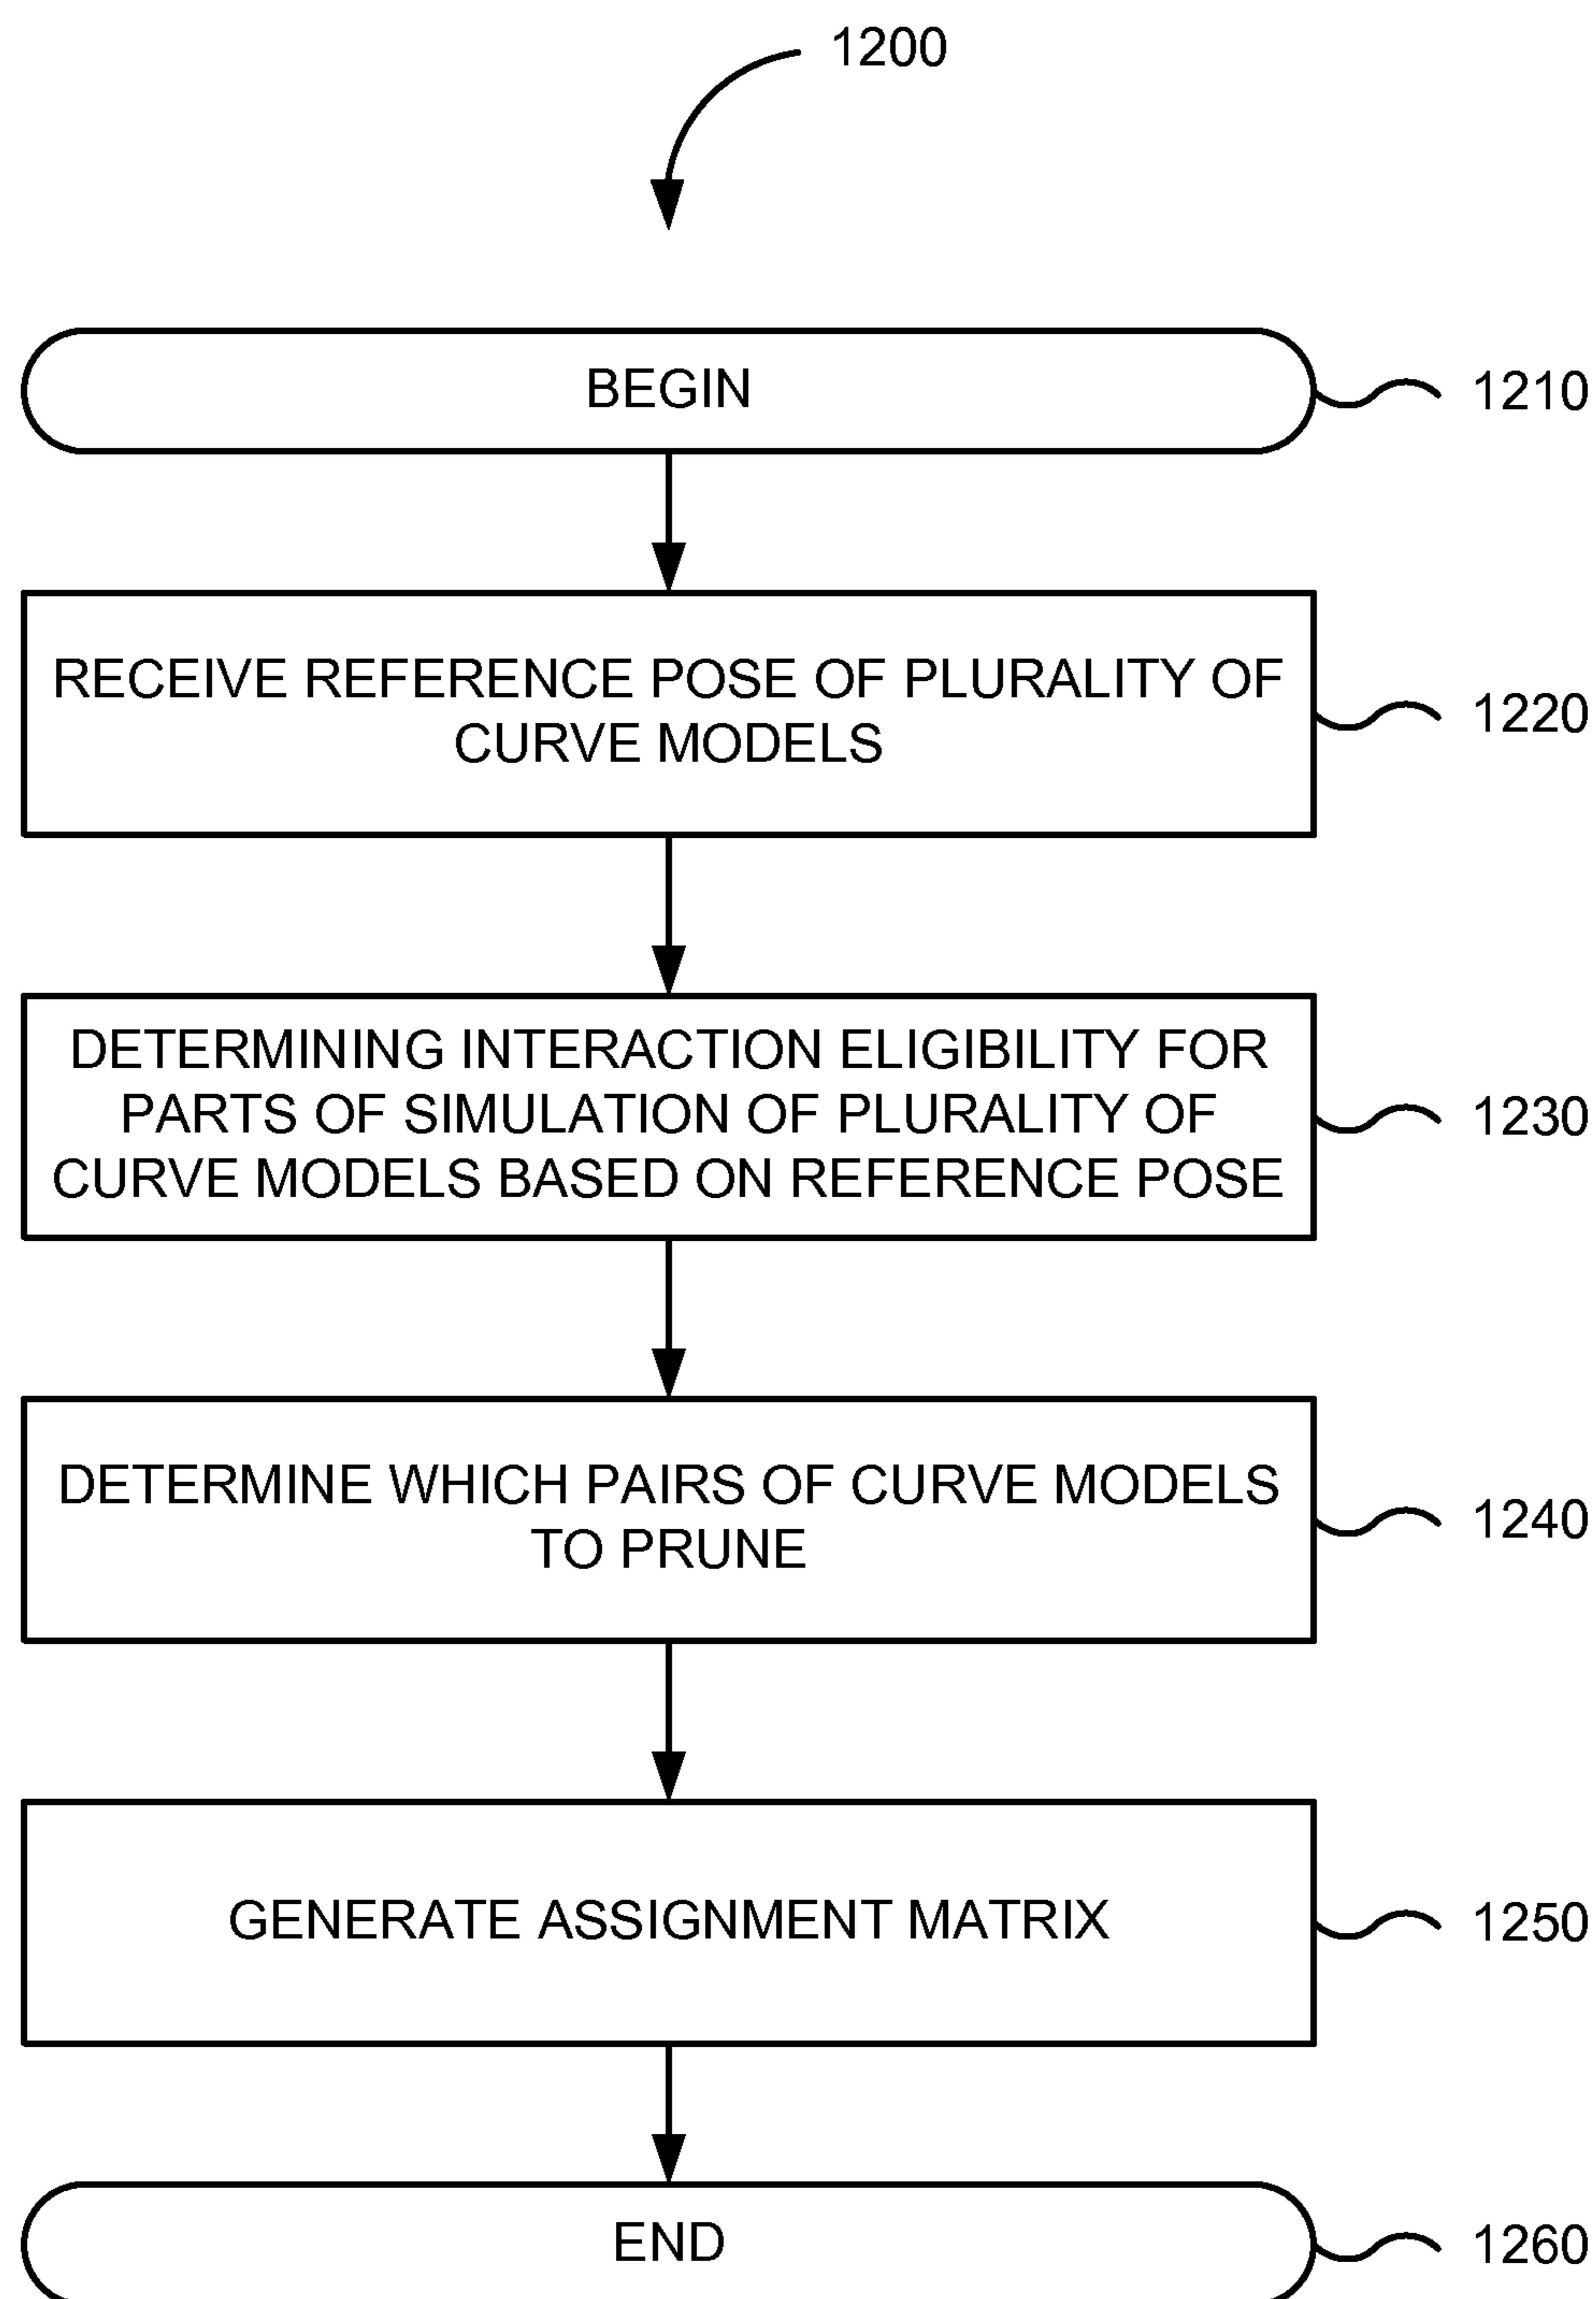 1200
BEGIN
1210
RECEIVE REFERENCE POSE OF PLURALITY OF
CURVE MODELS
1220
DETERMINING INTERACTION ELIGIBILITY FOR
PARTS OF SIMULATION OF PLURALITY OF
CURVE MODELS BASED ON REFERENCE POSE
1230
DETERMINE WHICH PAIRS OF CURVE MODELS
TO PRUNE
1240
GENERATE ASSIGNMENT MATRIX
1250
END
1260